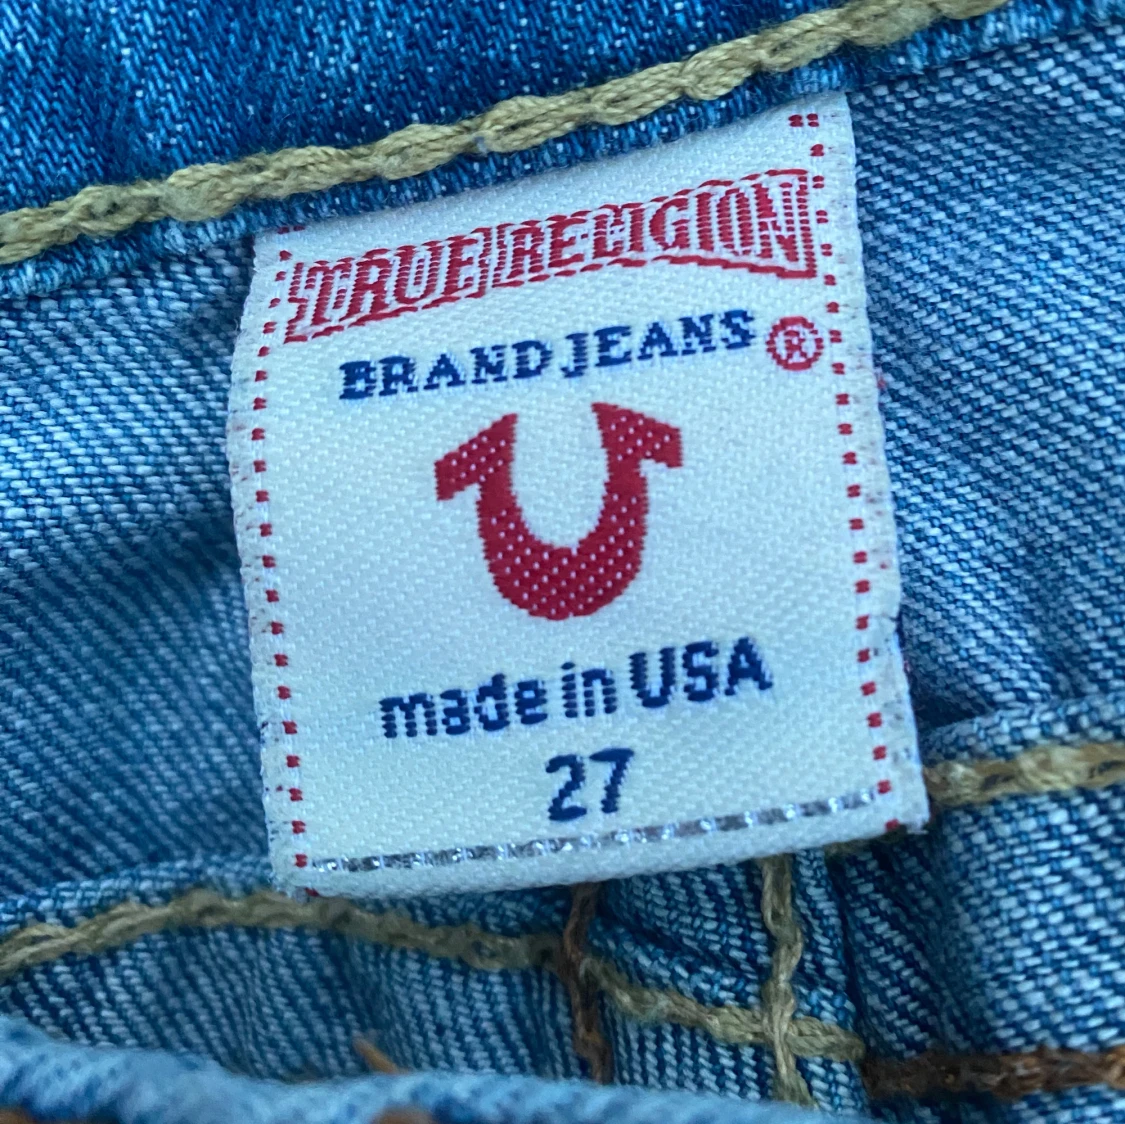 TRUE RELIGION
BRAND JEANS ®
made in USA
27